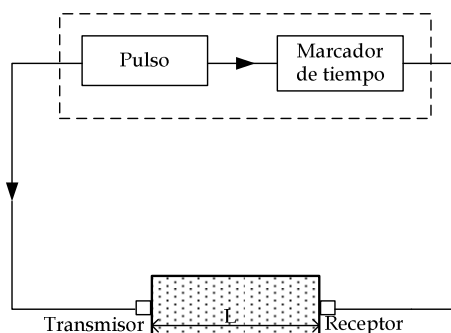 Pulso
Marcador
de tiempo
L
Transmisor
Receptor